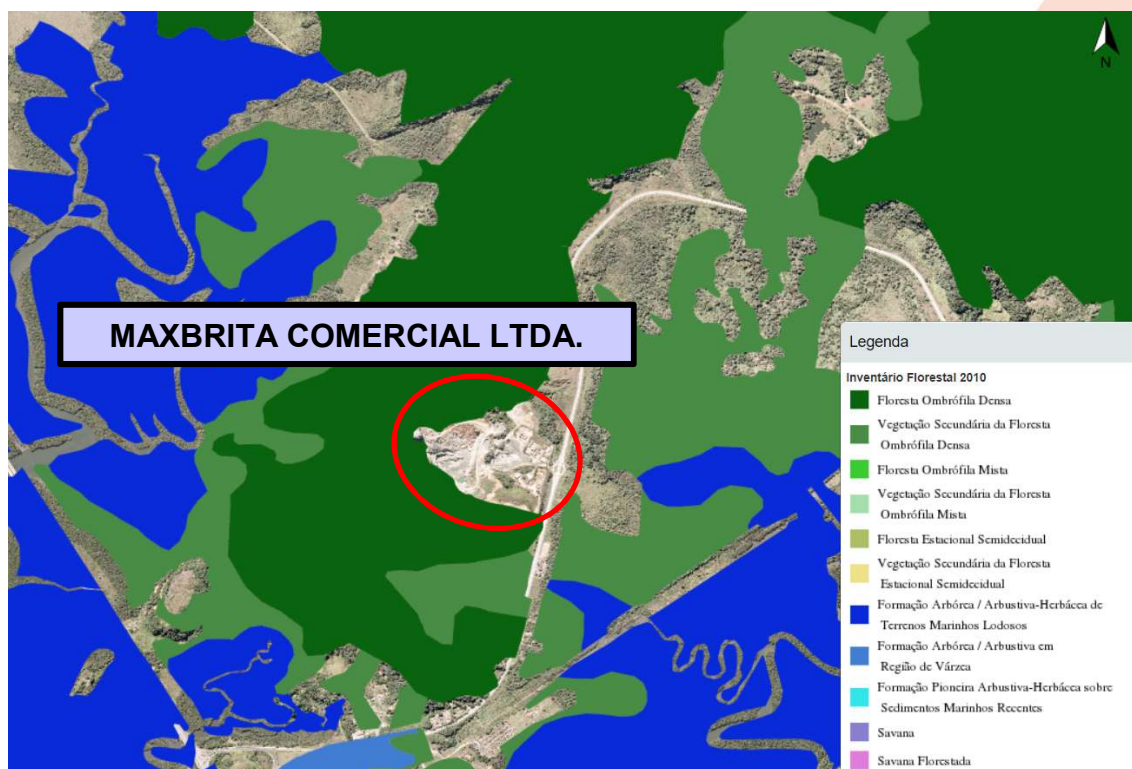 N
MAXBRITA COMERCIAL LTDA.
Legenda
Inventário Florestal 2010
Floresta Ombrófila Densa
Vegetação Secundária da Floresta
Ombrófila Densa
Floresta Ombrófila Mista
Vegetação Secundária da Floresta
Ombrófila Mista
Floresta Estacional Semidecidual
Vegetação Secundária da Floresta
Estacional Semidecidual
Formação Arbórea / Arbustiva-Herbácea de
Terrenos Marinhos Lodosos
Formação Arbórea / Arbustiva em
Região de Várzea
Formação Pioneira Arbustiva-Herbácea sobre
Sedimentos Marinhos Recentes
Savana
Savana Florestada